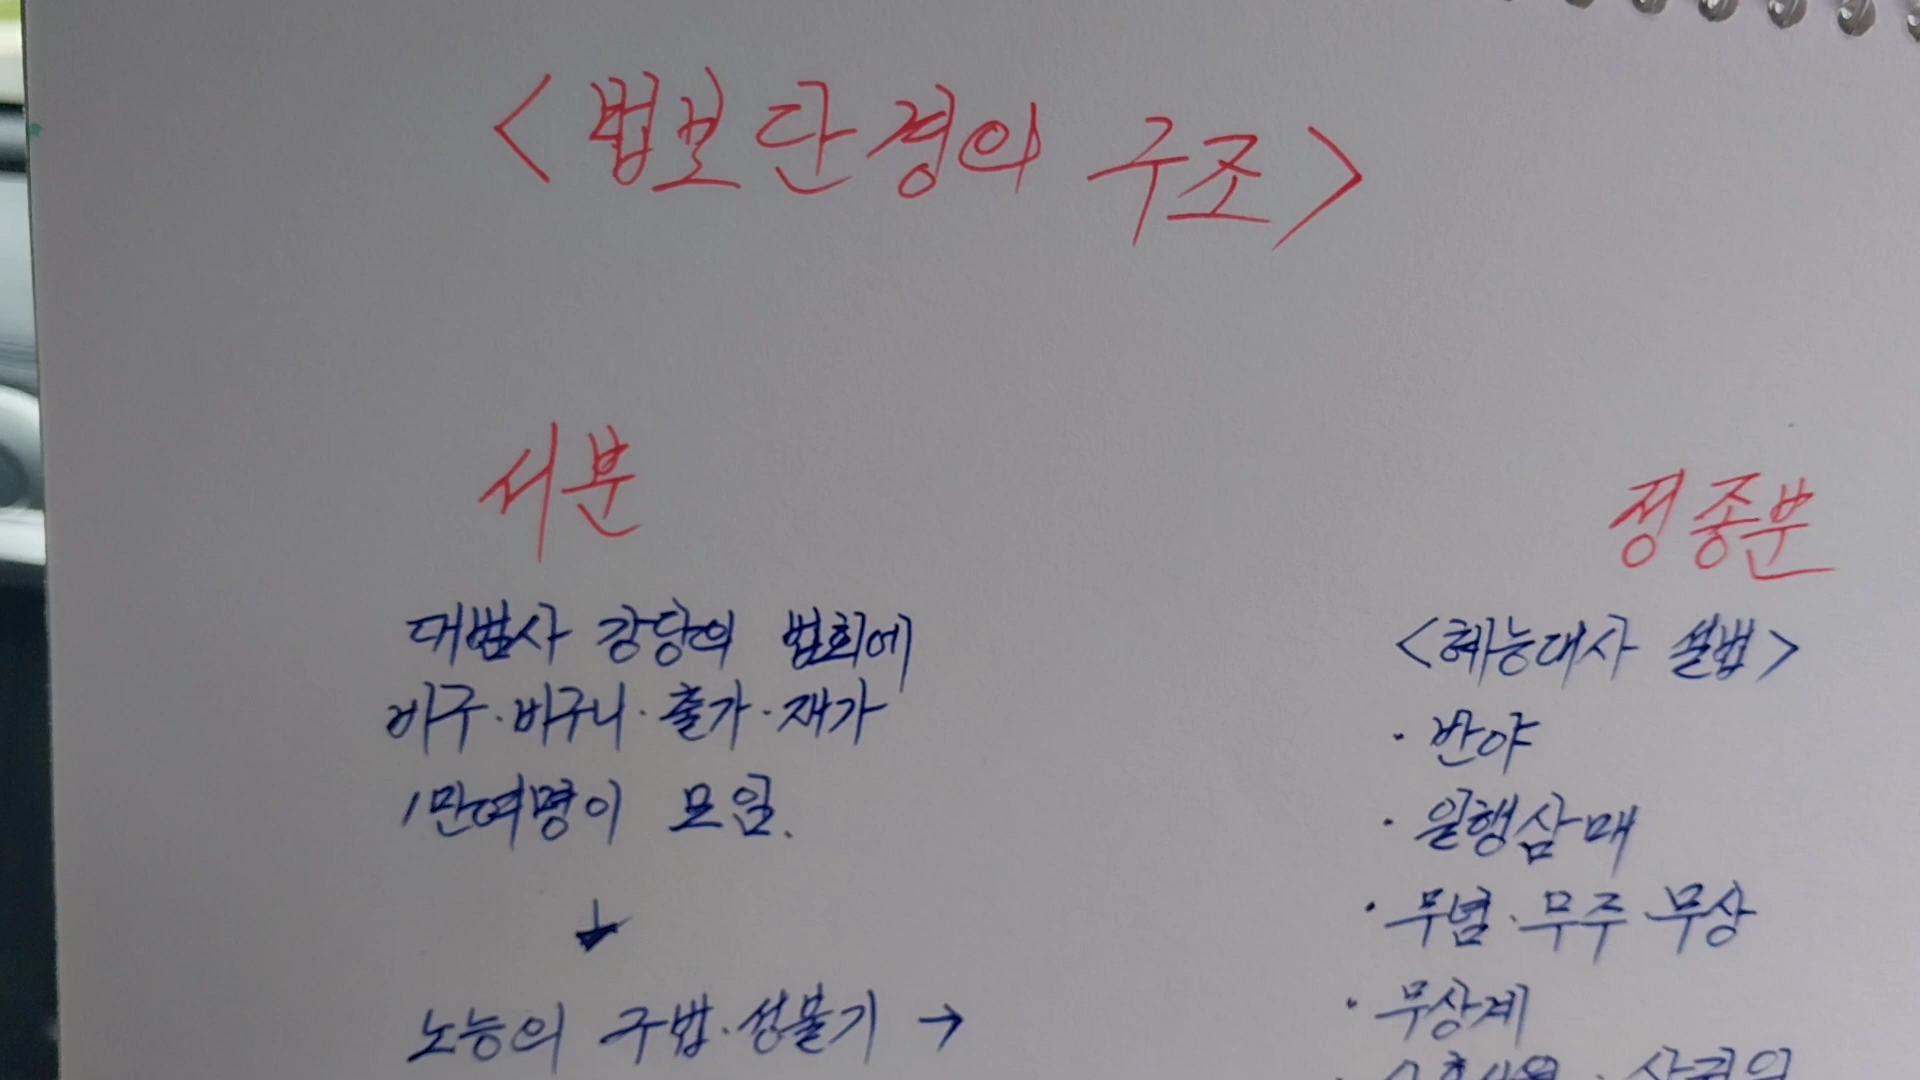 <법보단경의 구조>
서분
대범사 강당의 법회에
비구·비구니·출가·재가
1만여명이 모임.
↓
노능의 구법·성불기 →
정종분
<혜능대사 설법>
· 반야
· 일행삼매
· 무념·무주·무상
· 무상계